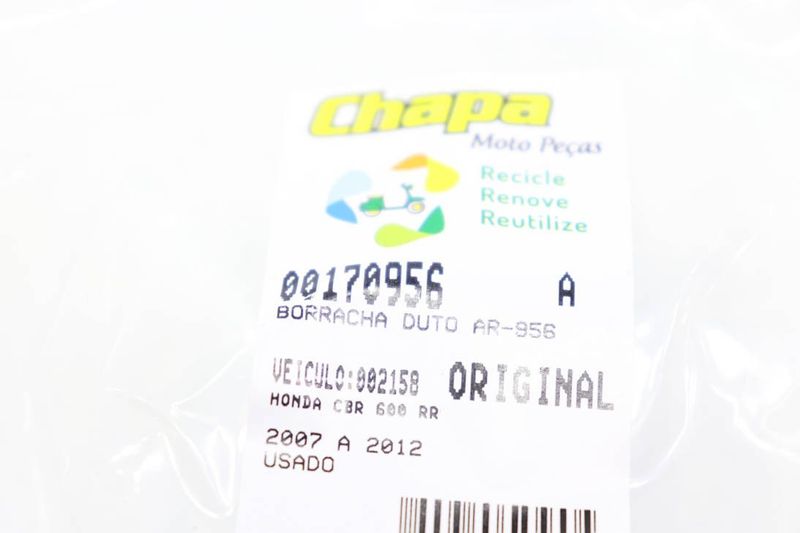 Chapa
Moto Peças
Recicle
Renove
Reutilize
00170956 A
BORRACHA DUTO AR-956
VEICULO:002158 ORIGINAL
HONDA CBR 600 RR
2007 A 2012
USADO